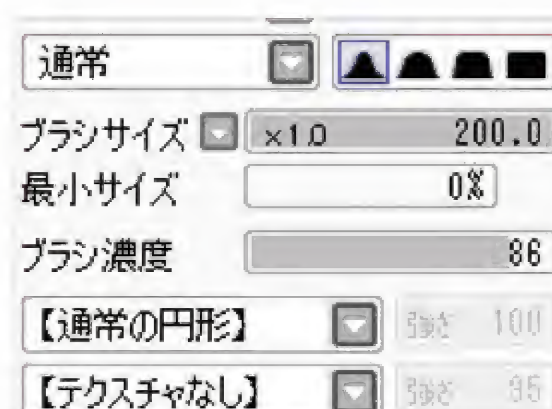 通常
ブラシサイズ ×1.0 200.0
最小サイズ 0%
ブラシ濃度 86
【通常の円形】 強さ 100
【テクスチャなし】 強さ 95